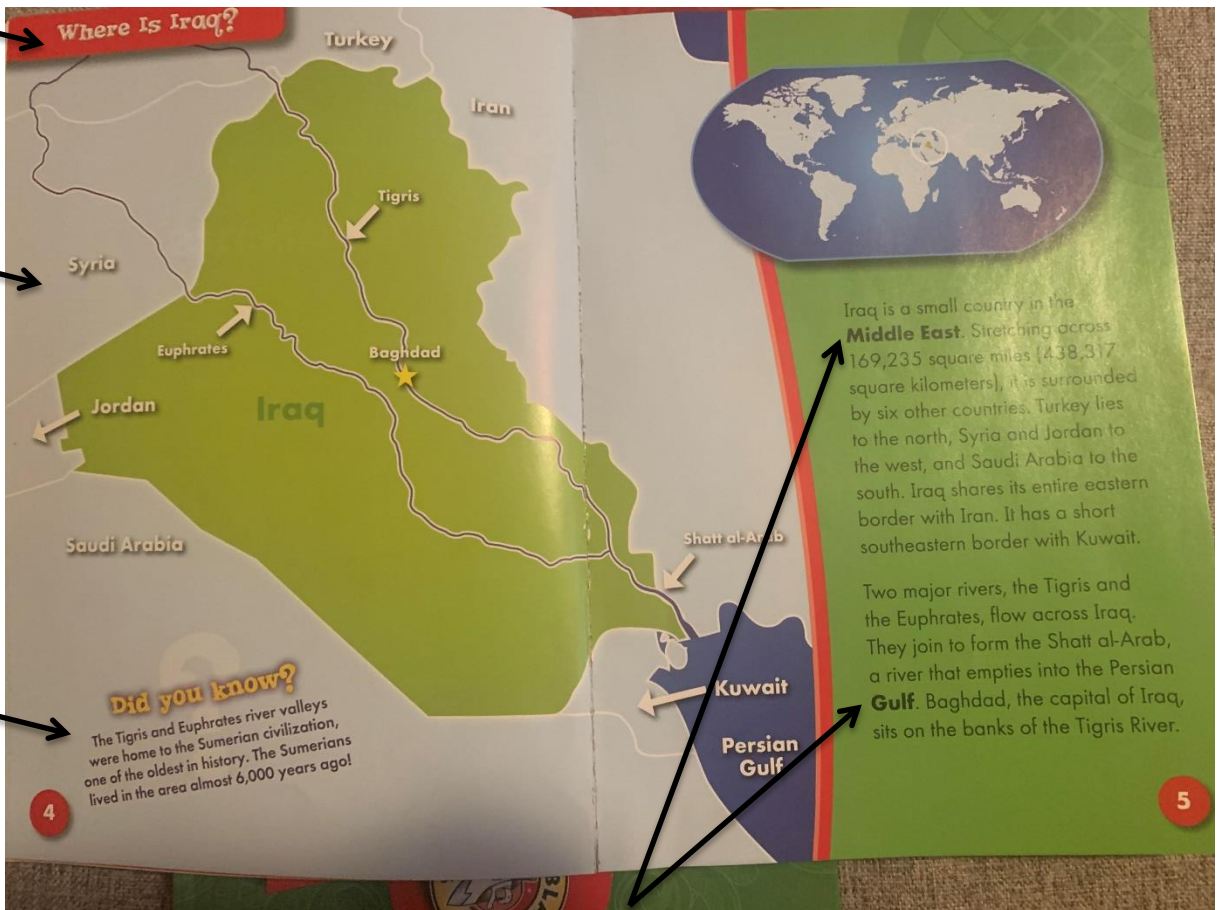 Where Is Iraq?
Turkey
Iran
Tigris
Syria
Euphrates
Baghdad
Jordan
Iraq
Saudi Arabia
Shatt al-Arab
Kuwait
Persian
Gulf
Did you know?
The Tigris and Euphrates river valleys
were home to the Sumerian civilization,
one of the oldest in history. The Sumerians
lived in the area almost 6,000 years ago!
4
Iraq is a small country in the
Middle East. Stretching across
169,235 square miles (438,317
square kilometers), it is surrounded
by six other countries. Turkey lies
to the north, Syria and Jordan to
the west, and Saudi Arabia to the
south. Iraq shares its entire eastern
border with Iran. It has a short
southeastern border with Kuwait.
Two major rivers, the Tigris and
the Euphrates, flow across Iraq.
They join to form the Shatt al-Arab,
a river that empties into the Persian
Gulf. Baghdad, the capital of Iraq,
sits on the banks of the Tigris River.
5